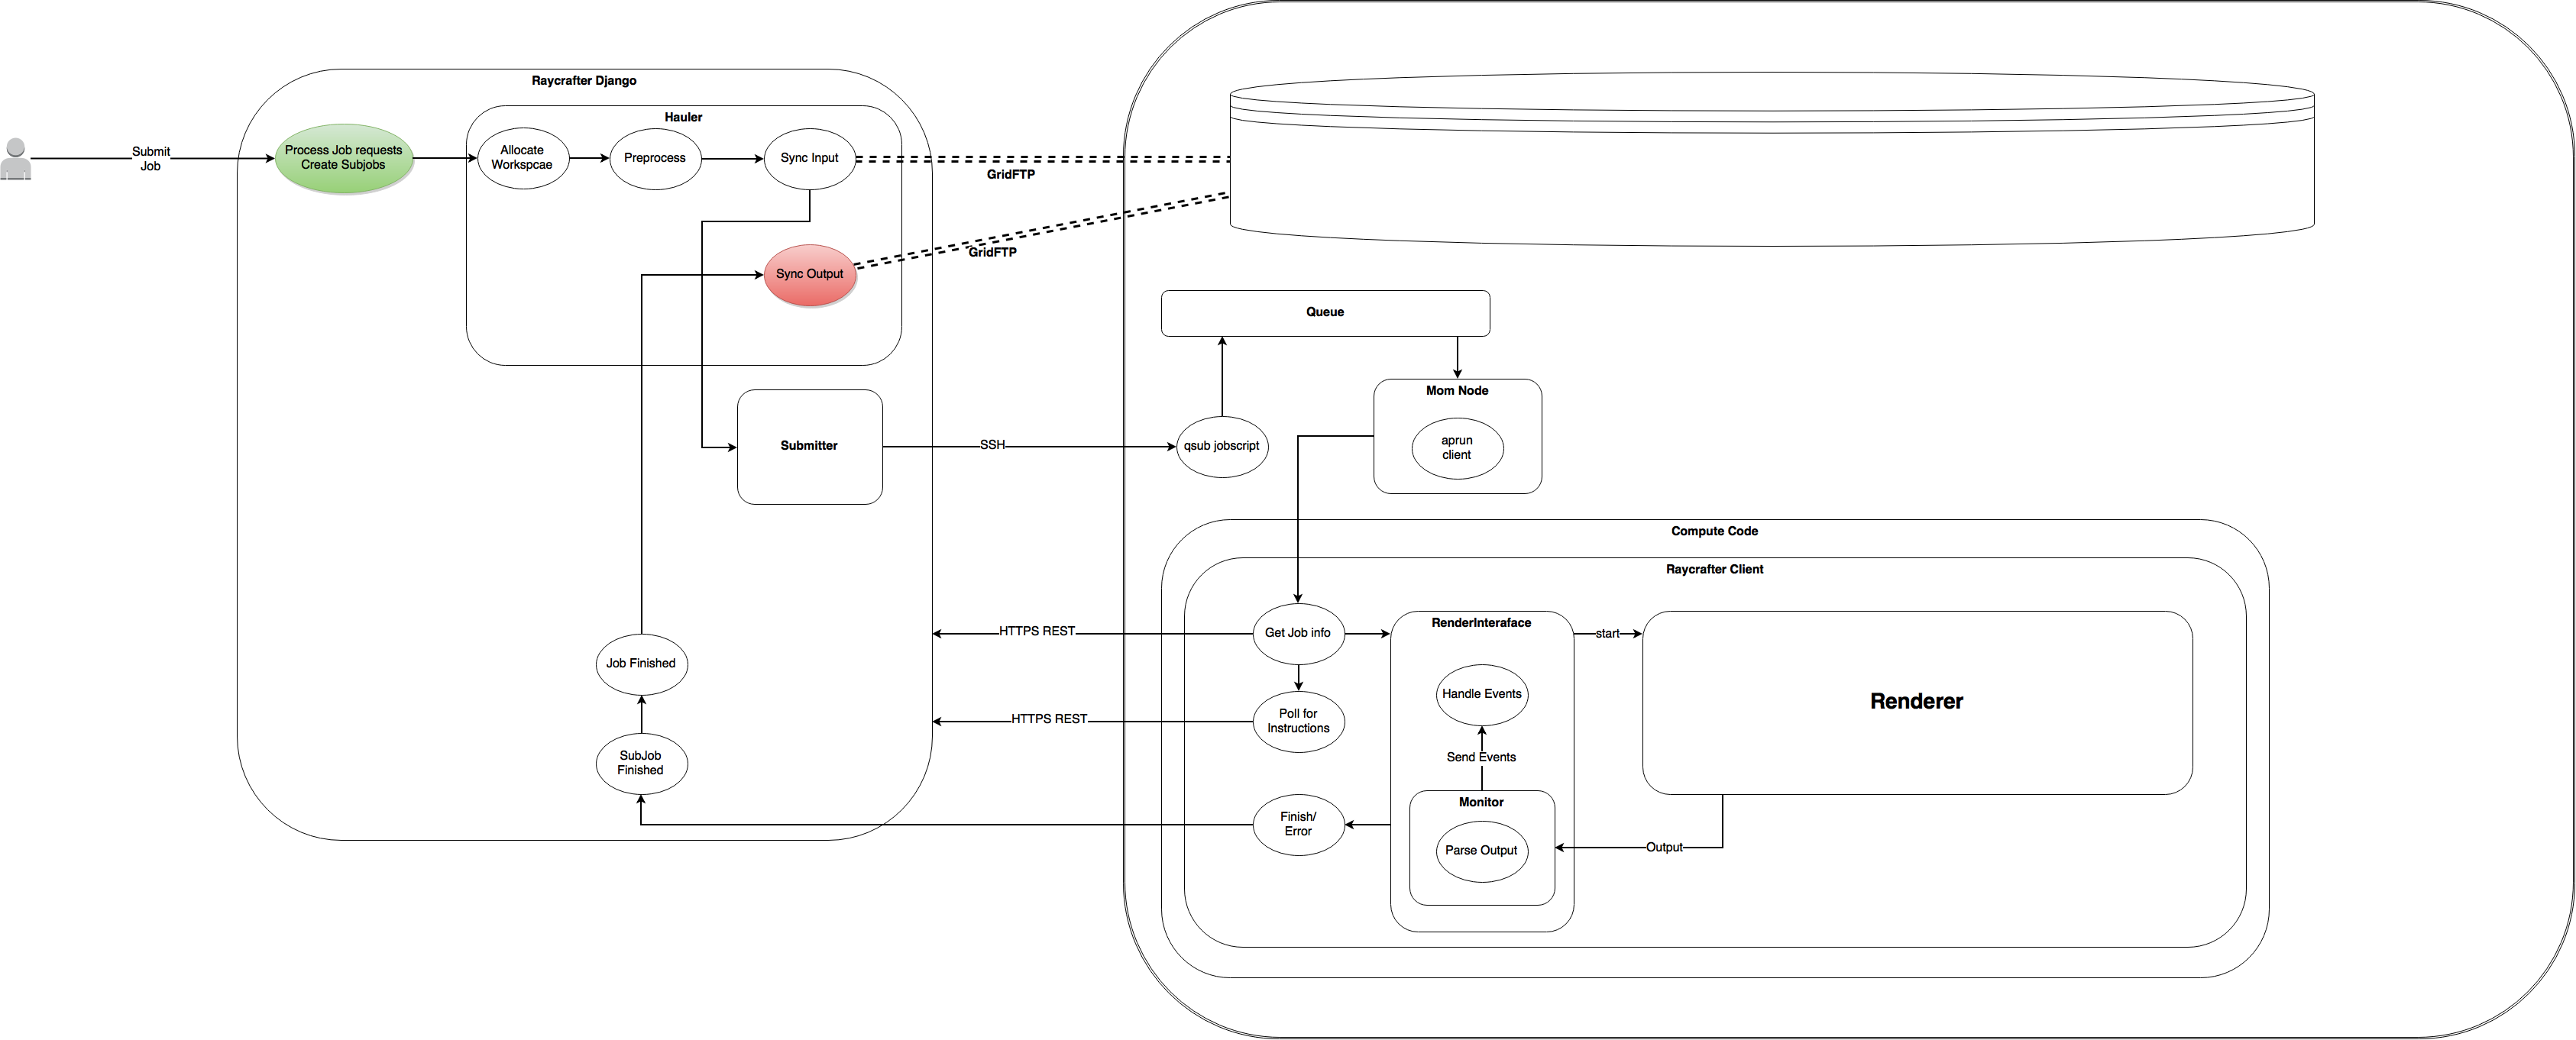 Raycrafter Django
Hauler
Submit
Job
Process Job requests
Create Subjobs
Allocate
Workspcae
Preprocess
Sync Input
GridFTP
Sync Output
GridFTP
Queue
Mom Node
aprun
client
Submitter
SSH
qsub jobscript
Compute Code
Raycrafter Client
HTTPS REST
Get Job info
RenderInteraface
start
Job Finished
Handle Events
Renderer
HTTPS REST
Poll for
Instructions
SubJob
Finished
Send Events
Monitor
Finish/
Error
Parse Output
Output